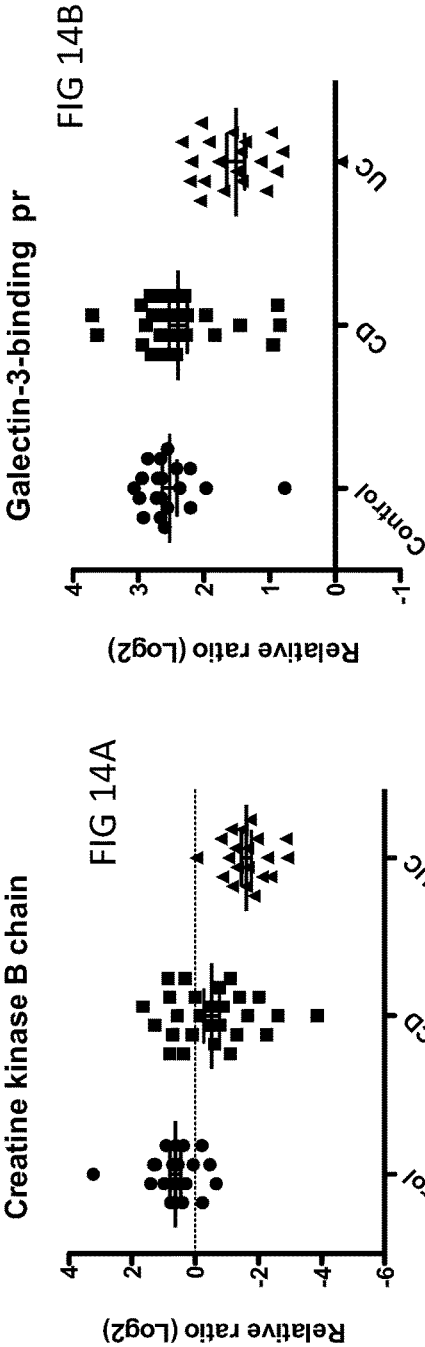 Creatine kinase B chain
FIG 14A
Relative ratio (Log2)
4
2
0
-2
-4
-6
Galectin-3-binding pr
FIG 14B
Relative ratio (Log2)
4
3
2
1
0
-1
Control
CD
UC